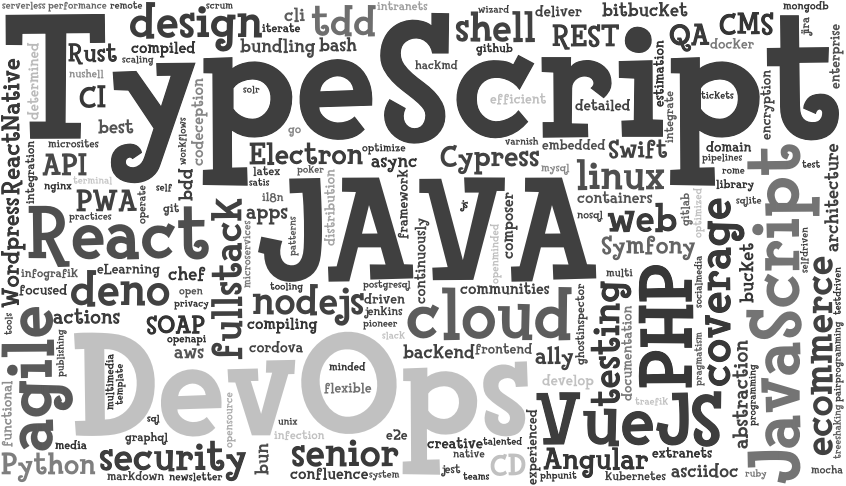 serverless performance remote
scrum
intranets
wizard
mongodb
design
cli
tdd
iterate
shell
deliver
bitbucket
CMS
jira
TypeScript
Rust
compiled
scaling
bundling
bash
github
REST
QA
docker
enterprise
determined
nushell
CI
hackmd
solr
efficient
detailed
estimation
integrate
tickets
encryption
ReactNative
best
codeception
go
microsites
workflows
Electron
optimize
async
varnish
embedded
Cypress
mysql
Swift
domain
pipelines
rome
test
integration
API
nginx
terminal
self
bdd
latex
satis
poker
linux
library
PWA
practices
operate
git
i18n
apps
distribution
JAVA
framework
js
composer
containers
nosql
web
gitlab
optimized
sqlite
architecture
Wordpress
React
fullstack
microservices
patterns
continuously
openminded
Symfony
coverage
JavaScript
selfdriven
infografik
eLearning
chef
tooling
postgresql
communities
multi
PHP
socialmedia
bucket
focused
deno
open
privacy
nodejs
driven
jenkins
pioneer
cloud
ghostinspector
testing
documentation
ecommerce
testdriven
tools
actions
SOAP
openapi
compiling
slack
agile
publishing
aws
cordova
backend
frontend
ally
pragmatism
abstraction
programming
pairprogramming
treeshaking
DevOps
multimedia
template
minded
flexible
develop
traefik
functional
opensource
VueJS
sql
graphql
unix
infection
e2e
experienced
media
creative
talented
native
Python
security
markdown
newsletter
bun
senior
confluence
system
jest
teams
CD
Angular
phpunit
Kubernetes
extranets
asciidoc
ruby
mocha